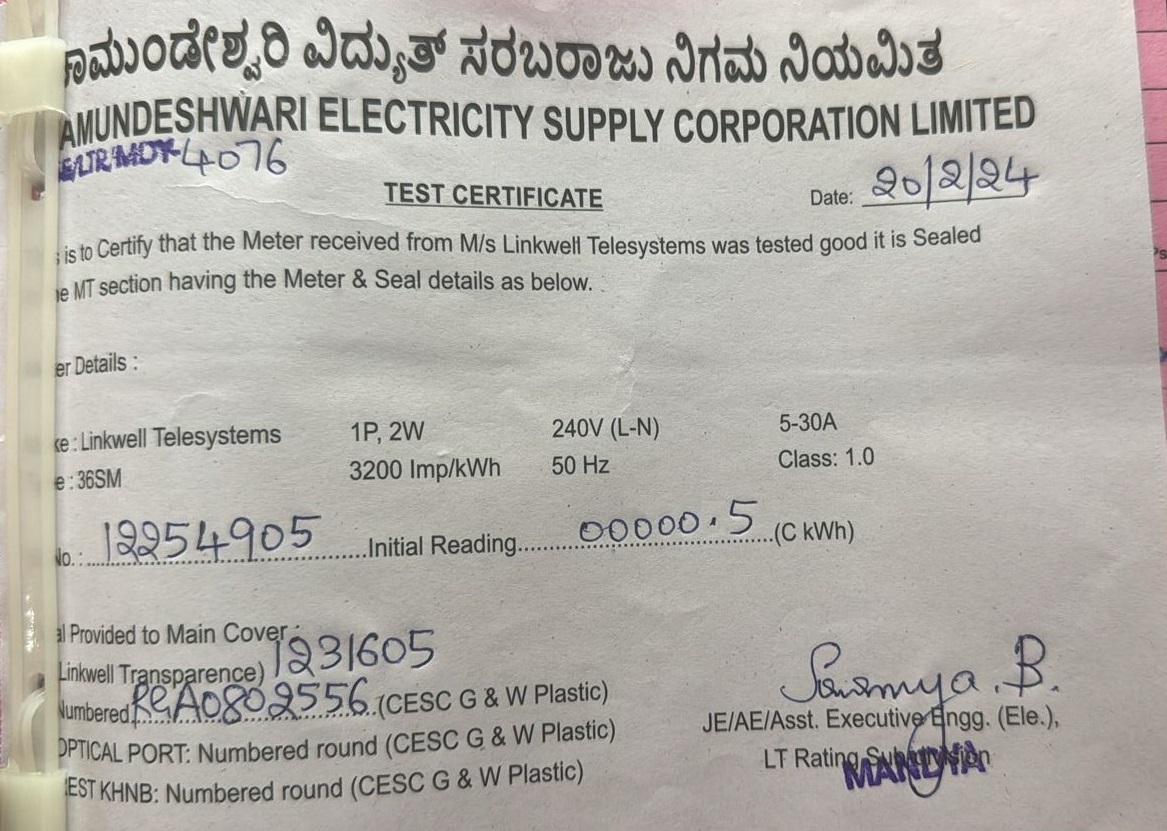 ಾಮುಂಡೇಶ್ವರಿ ವಿದ್ಯುತ್ ಸರಬರಾಜು ನಿಗಮ ನಿಯಮಿತ
AMUNDESHWARI ELECTRICITY SUPPLY CORPORATION LIMITED
/LTR/MDY 4076
TEST CERTIFICATE Date: 20/2/24
is to Certify that the Meter received from M/s Linkwell Telesystems was tested good it is Sealed
e MT section having the Meter & Seal details as below.
er Details :
ke : Linkwell Telesystems 1P, 2W 240V (L-N) 5-30A
e : 36SM 3200 Imp/kWh 50 Hz Class: 1.0
No. : 12254905 Initial Reading 00000.5 (C kWh)
al Provided to Main Cover :
Linkwell Transparence) 1231605
Numbered RGA0802556 (CESC G & W Plastic)
OPTICAL PORT: Numbered round (CESC G & W Plastic)
EST KHNB: Numbered round (CESC G & W Plastic)
Sowmya. B.
JE/AE/Asst. Executive Engg. (Ele.),
LT Rating Subdivision
MANDYA